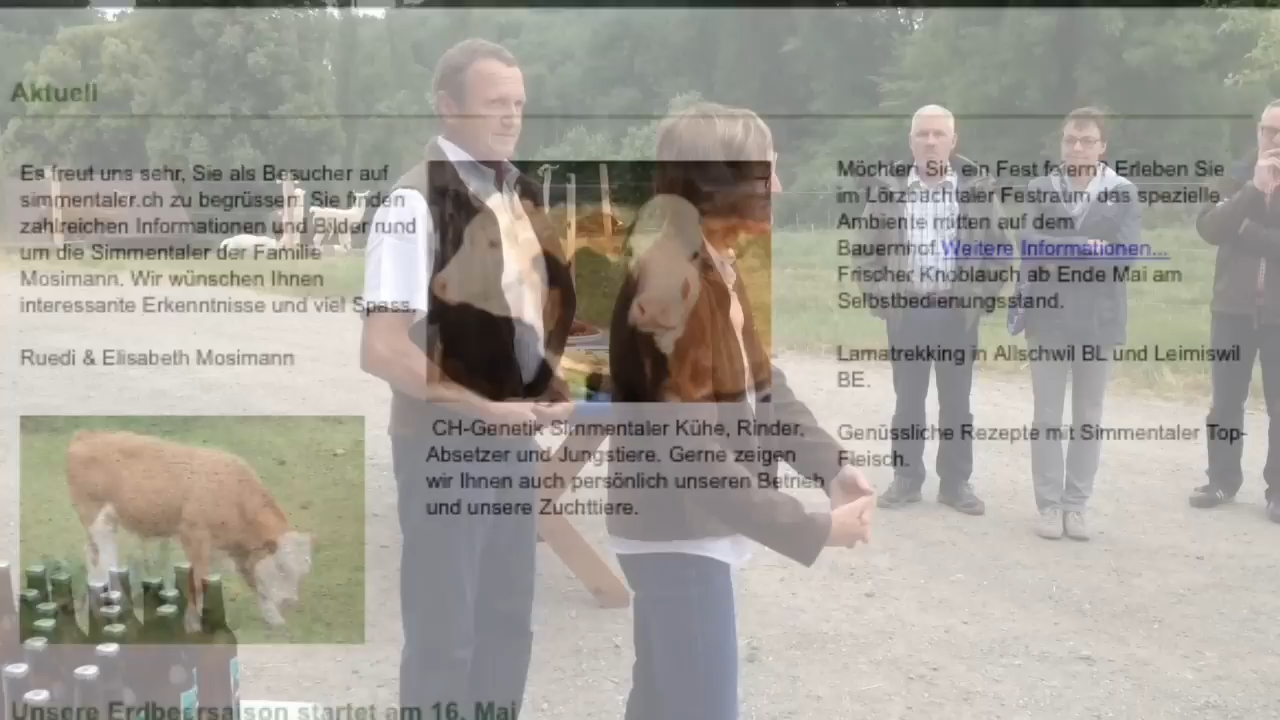 Aktuell
Es freut uns sehr, Sie als Besucher auf
simmentaler.ch zu begrüssen. Sie finden
zahlreichen Informationen und Bilder rund
um die Simmentaler der Familie
Mosimann. Wir wünschen Ihnen
interessante Erkenntnisse und viel Spass.
Ruedi & Elisabeth Mosimann
CH-Genetik Simmentaler Kühe, Rinder,
Absetzer und Jungstiere. Gerne zeigen
wir Ihnen auch persönlich unseren Betrieb
und unsere Zuchttiere.
Möchten Sie ein Fest feiern? Erleben Sie
im Lörzbachtaler Festraum das spezielle
Ambiente mitten auf dem
Bauernhof. Weitere Informationen...
Frischer Knoblauch ab Ende Mai am
Selbstbedienungsstand.
Lamatrekking in Allschwil BL und Leimiswil
BE.
Genüssliche Rezepte mit Simmentaler Top-
Fleisch.
Unsere Erdbeersaison startet am 16. Mai